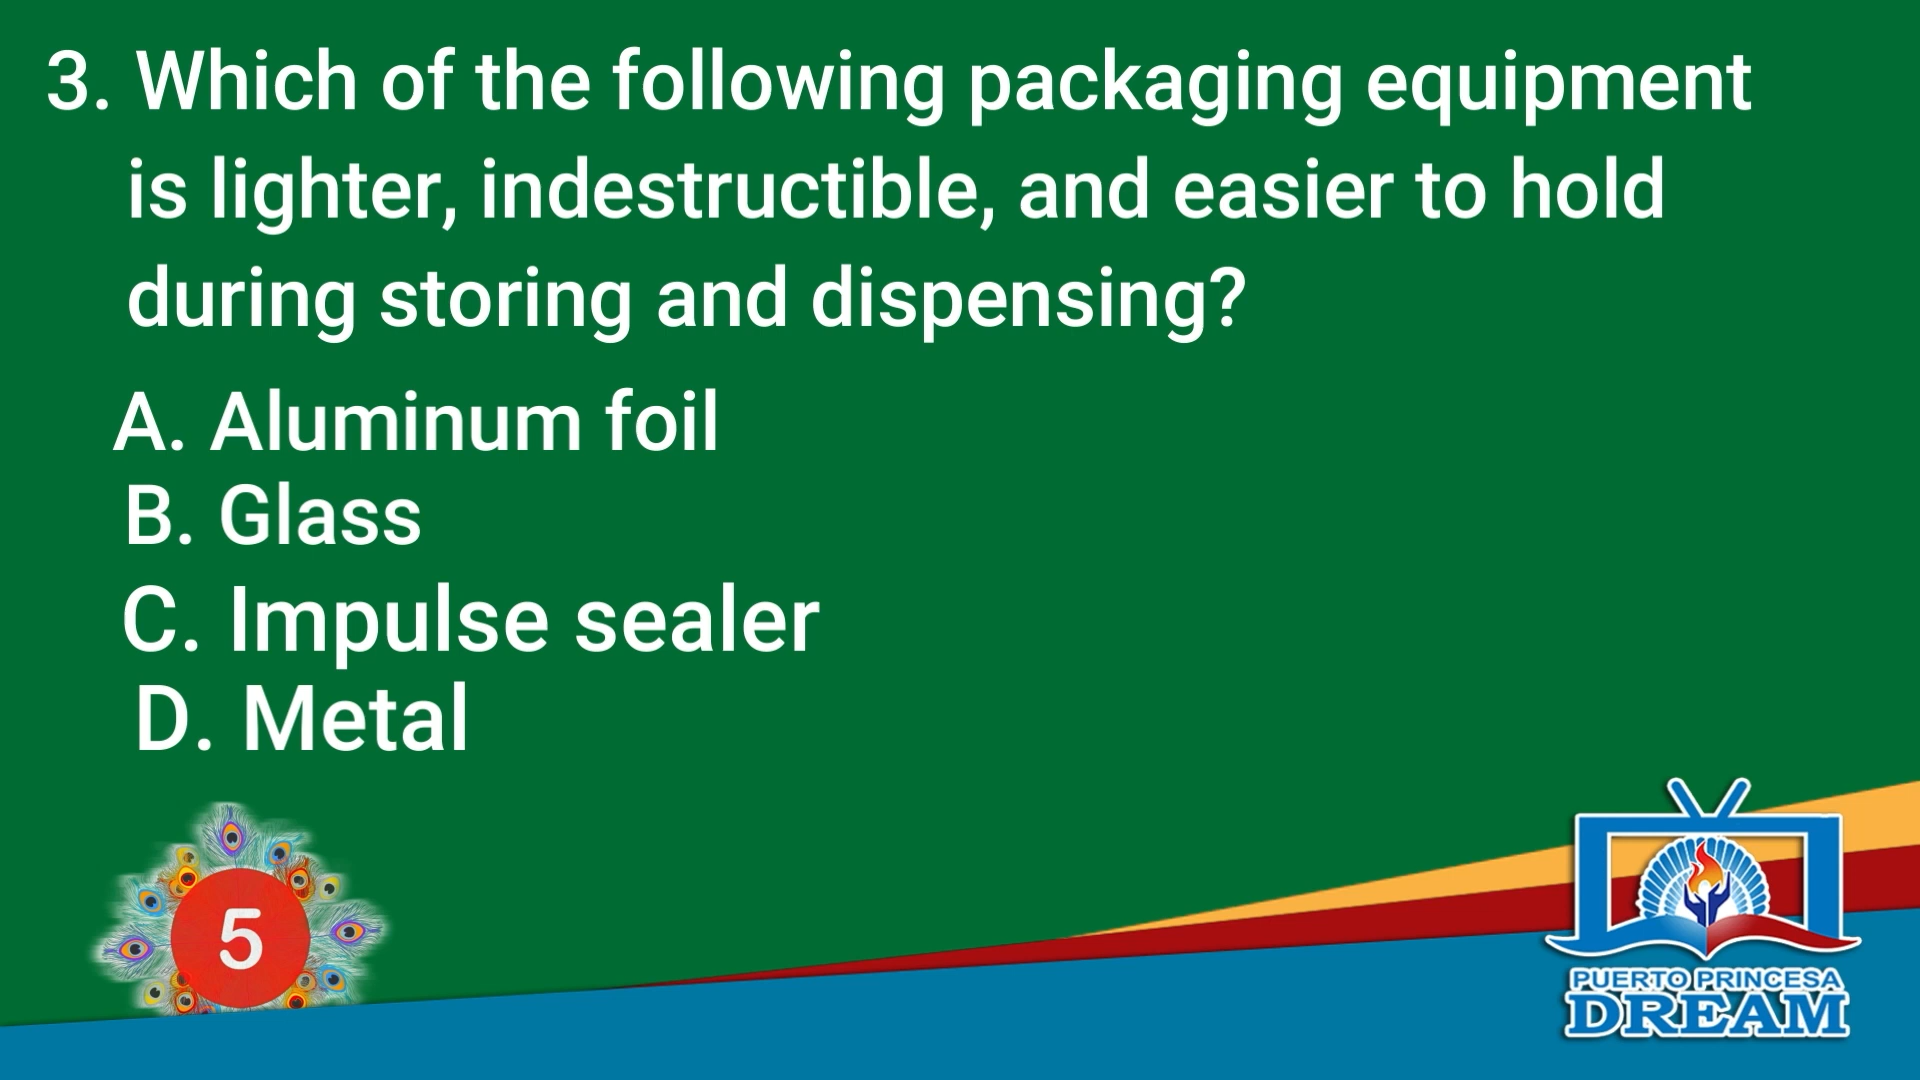 3. Which of the following packaging equipment
is lighter, indestructible, and easier to hold
during storing and dispensing?
A. Aluminum foil
B. Glass
C. Impulse sealer
D. Metal
5
PUERTO PRINCESA
DREAM